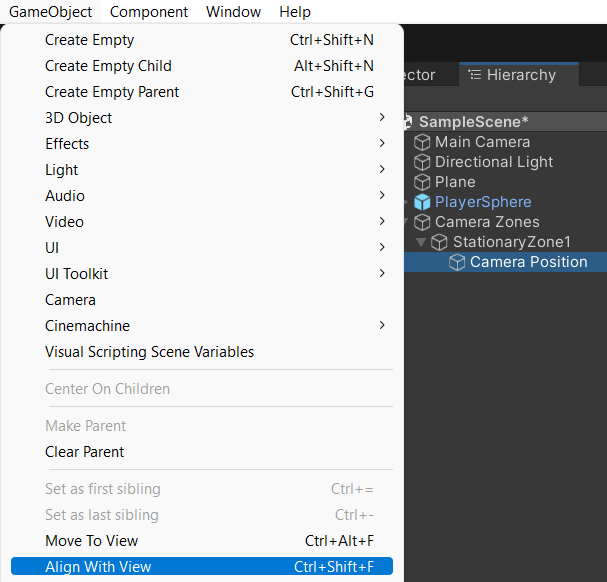 GameObject Component Window Help
Create Empty Ctrl+Shift+N
Create Empty Child Alt+Shift+N
Create Empty Parent Ctrl+Shift+G
3D Object
Effects
Light
Audio
Video
UI
UI Toolkit
Camera
Cinemachine
Visual Scripting Scene Variables
Center On Children
Make Parent
Clear Parent
Set as first sibling Ctrl+=
Set as last sibling Ctrl+-
Move To View Ctrl+Alt+F
Align With View Ctrl+Shift+F
ector Hierarchy
SampleScene*
Main Camera
Directional Light
Plane
PlayerSphere
Camera Zones
StationaryZone1
Camera Position